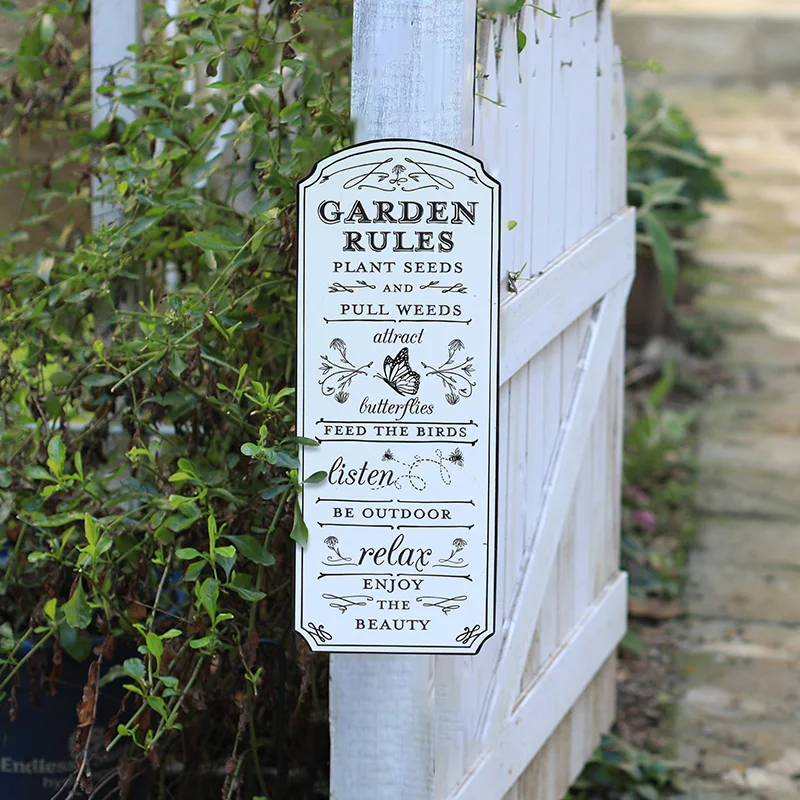 GARDEN
RULES
PLANT SEEDS
AND
PULL WEEDS
attract
butterflies
FEED THE BIRDS
listen
BE OUTDOOR
relax
ENJOY
THE
BEAUTY
Endless